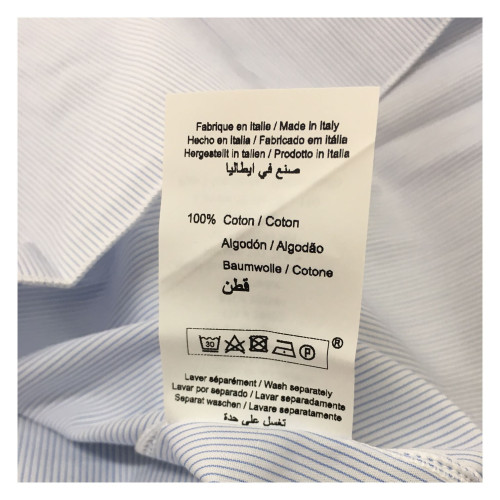 Fabrique en Italie / Made in Italy
Hecho en Italia / Fabricado em itália
Hergestellt in talien / Prodotto in Italia
صنع في ايطاليا
100% Coton / Coton
Algodón / Algodão
Baumwolle / Cotone
قطن
30 P ®
Laver séparément / Wash separately
Lavar por separado / Lavar separadamente
Separat waschen / Lavare separatamente
تغسل على حدة